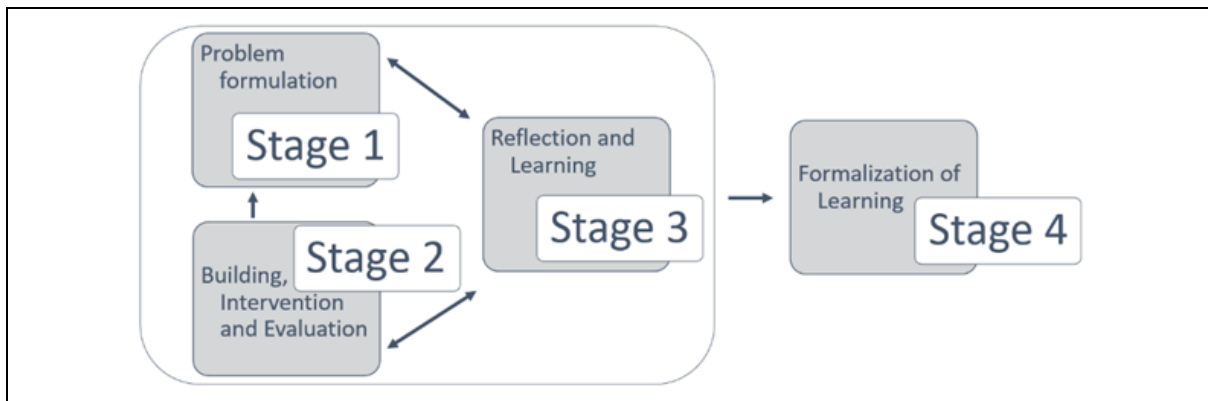 Problem
formulation
Stage 1
Building,
Intervention
and Evaluation
Stage 2
Reflection and
Learning
Stage 3
Formalization of
Learning
Stage 4